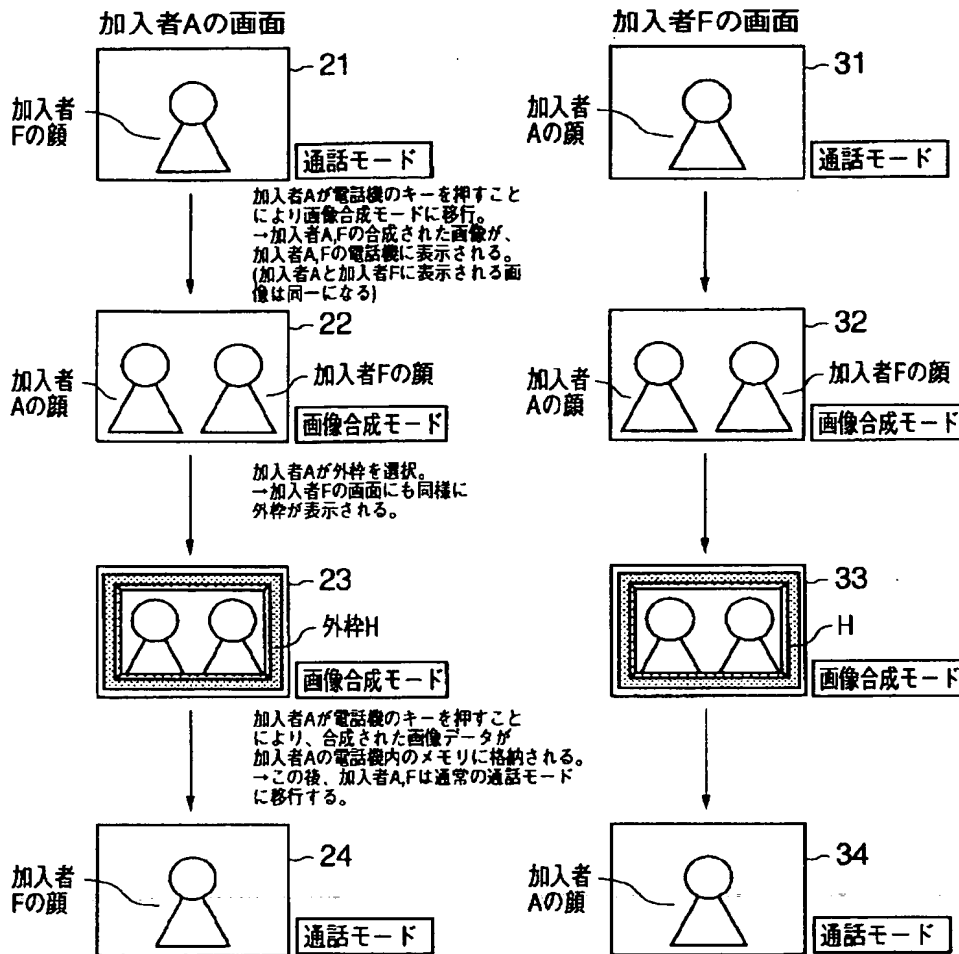 加入者Aの画面
加入者Fの画面
21
31
加入者
Fの顔
加入者
Aの顔
通話モード
通話モード
加入者Aが電話機のキーを押すこと
により画像合成モードに移行。
→加入者A,Fの合成された画像が、
加入者A,Fの電話機に表示される。
(加入者Aと加入者Fに表示される画
像は同一になる)
22
32
加入者
Aの顔
加入者Fの顔
加入者
Aの顔
加入者Fの顔
画像合成モード
画像合成モード
加入者Aが外枠を選択。
→加入者Fの画面にも同様に
外枠が表示される。
23
33
外枠H
H
画像合成モード
画像合成モード
加入者Aが電話機のキーを押すこと
により、合成された画像データが
加入者Aの電話機内のメモリに格納される。
→この後、加入者A,Fは通常の通話モード
に移行する。
24
34
加入者
Fの顔
加入者
Aの顔
通話モード
通話モード